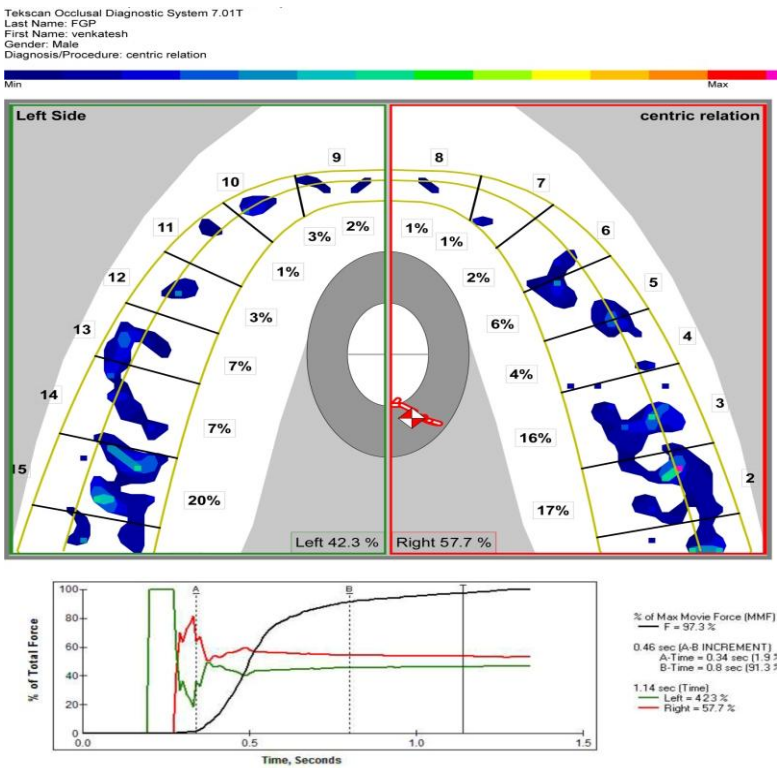 Tekscan Occlusal Diagnostic System 7.01T
Last Name: FGP
First Name: venkatesh
Gender: Male
Diagnosis/Procedure: centric relation
Min Max
Left Side centric relation
9 8
10 7
11 6
12 5
13 4
14 3
15 2
3% 2% 1% 1%
1% 2%
3% 6%
7% 4%
7% 16%
20% 17%
Left 42.3 % Right 57.7 %
A B T
% of Total Force
100
80
60
40
20
0
0.0 0.5 1.0 1.5
Time, Seconds
% of Max Movie Force (MMF)
F = 97.3 %
0.46 sec (A-B INCREMENT)
A-Time = 0.34 sec (1.9 %
B-Time = 0.8 sec (91.3 %
1.14 sec (Time)
Left = 42.3 %
Right = 57.7 %